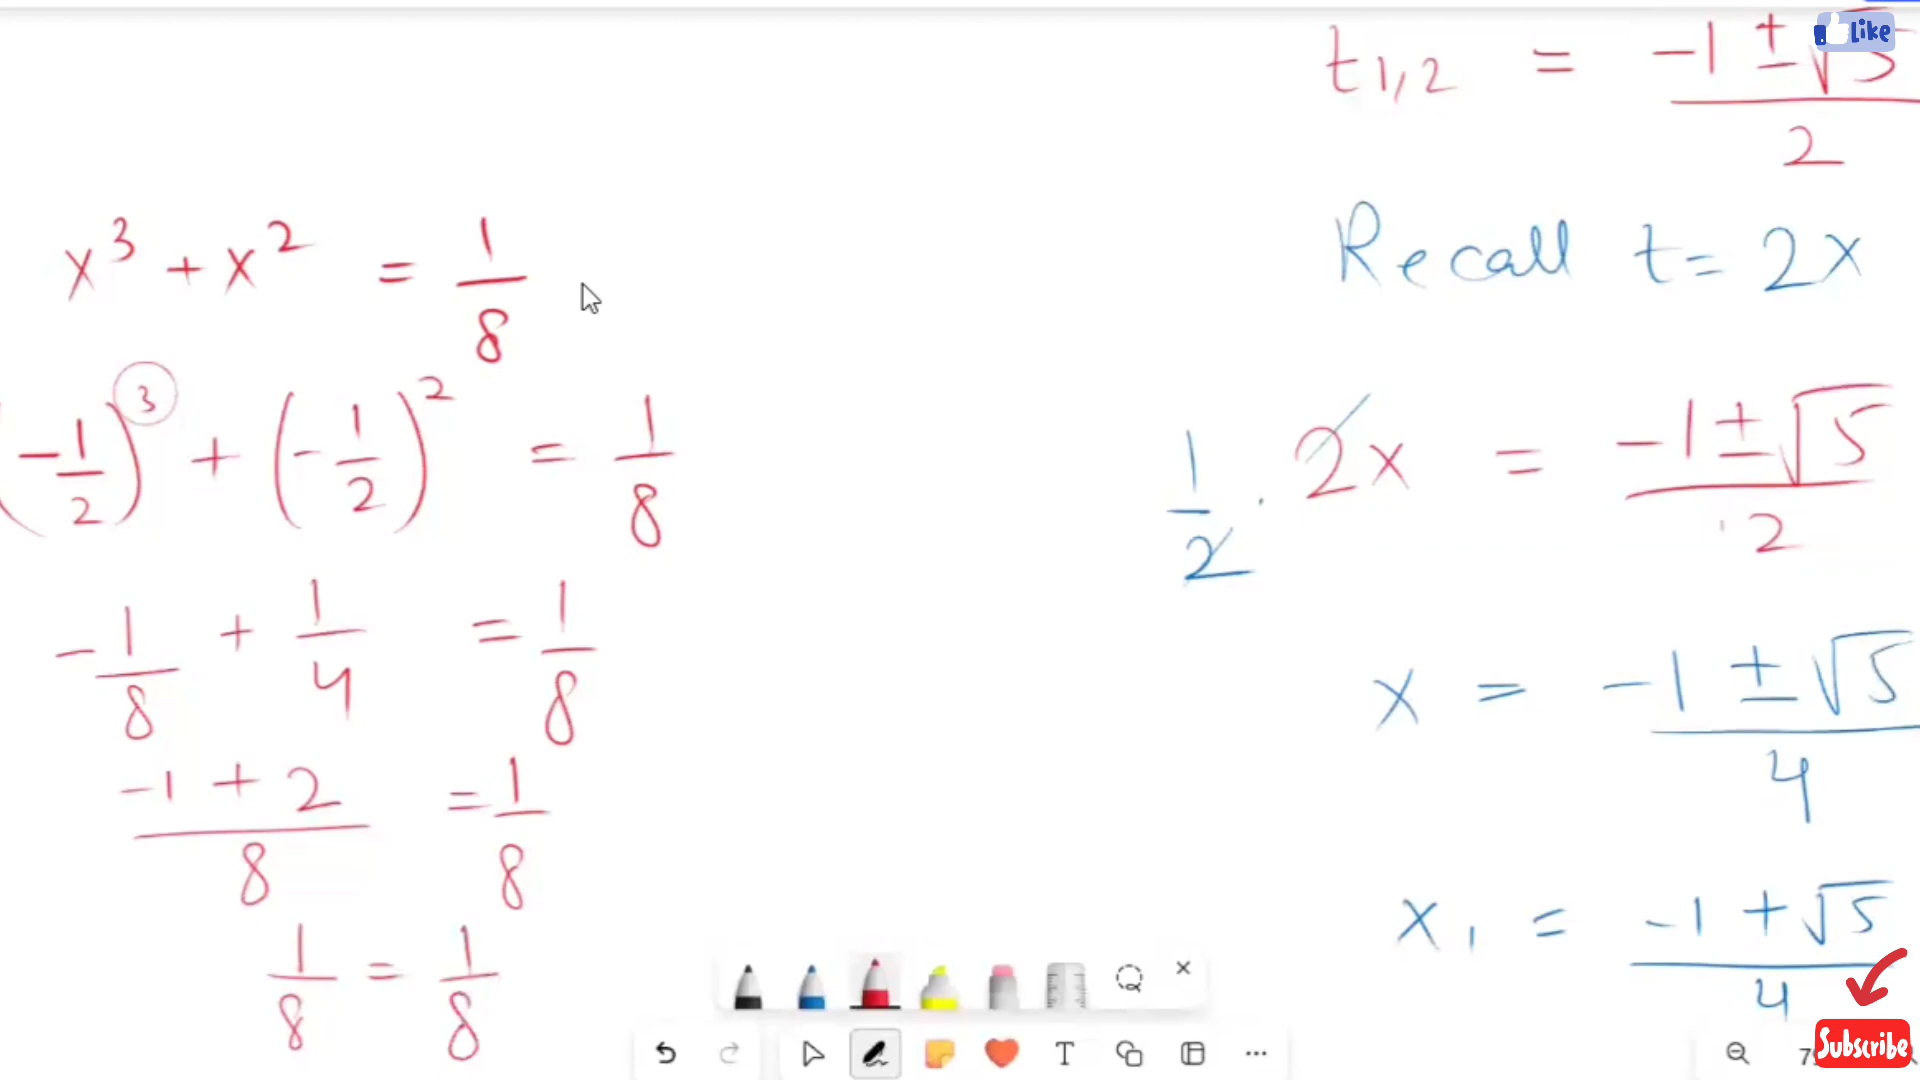 Like
t1,2 = (-1 ± √5)/2
x³ + x² = 1/8
Recall t = 2x
(-1/2)³ + (-1/2)² = 1/8
1/2 · 2x = (-1 ± √5)/2
-1/8 + 1/4 = 1/8
x = (-1 ± √5)/4
(-1 + 2)/8 = 1/8
x₁ = (-1 + √5)/4
1/8 = 1/8
T
Subscribe